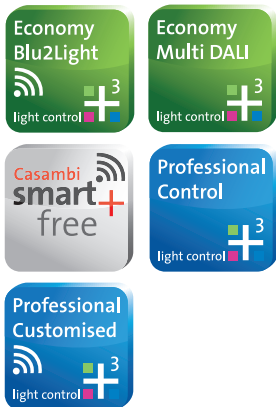 Economy
Blu2Light
3
light control
Economy
Multi DALI
3
light control
Casambi
smart+
free
Professional
Control
3
light control
Professional
Customised
3
light control